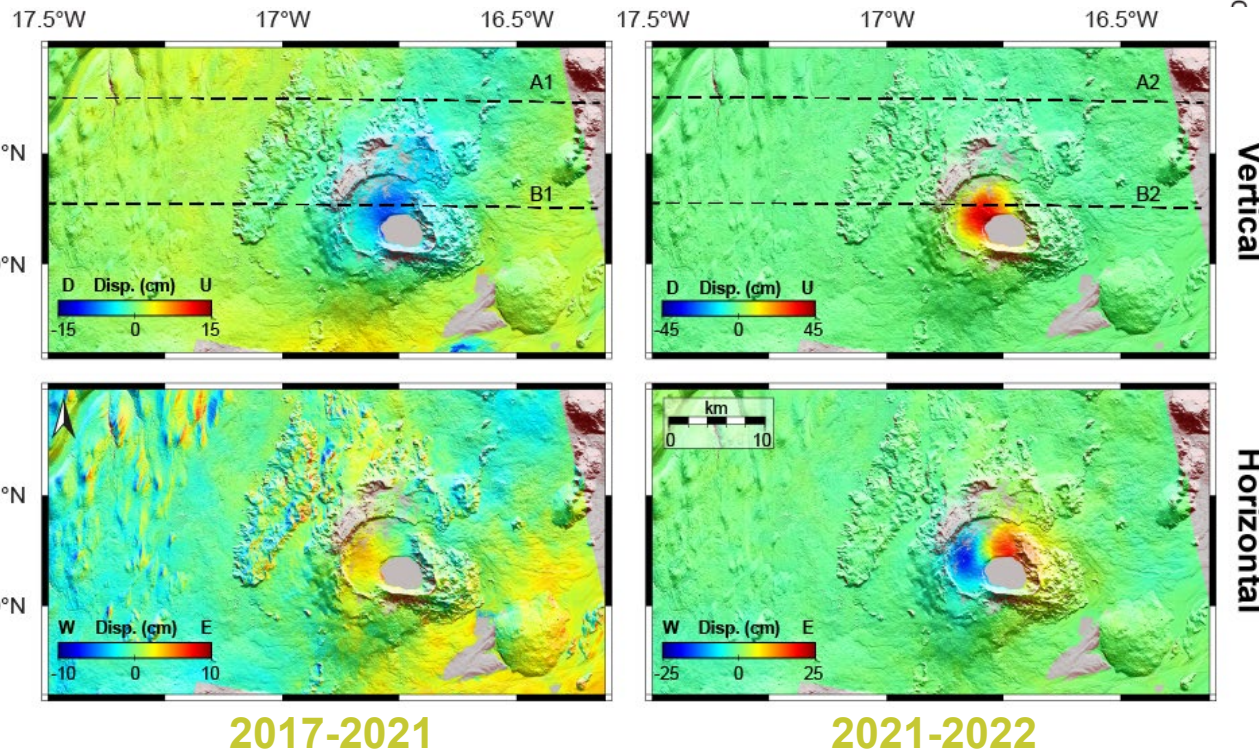 17.5°W 17°W 16.5°W 17.5°W 17°W 16.5°W
A1 A2
°N
B1 B2
Vertical
°N
D Disp. (cm) U D Disp. (cm) U
-15 0 15 -45 0 45
km
0 10
°N
Horizontal
°N
W Disp. (cm) E W Disp. (cm) E
-10 0 10 -25 0 25
2017-2021 2021-2022